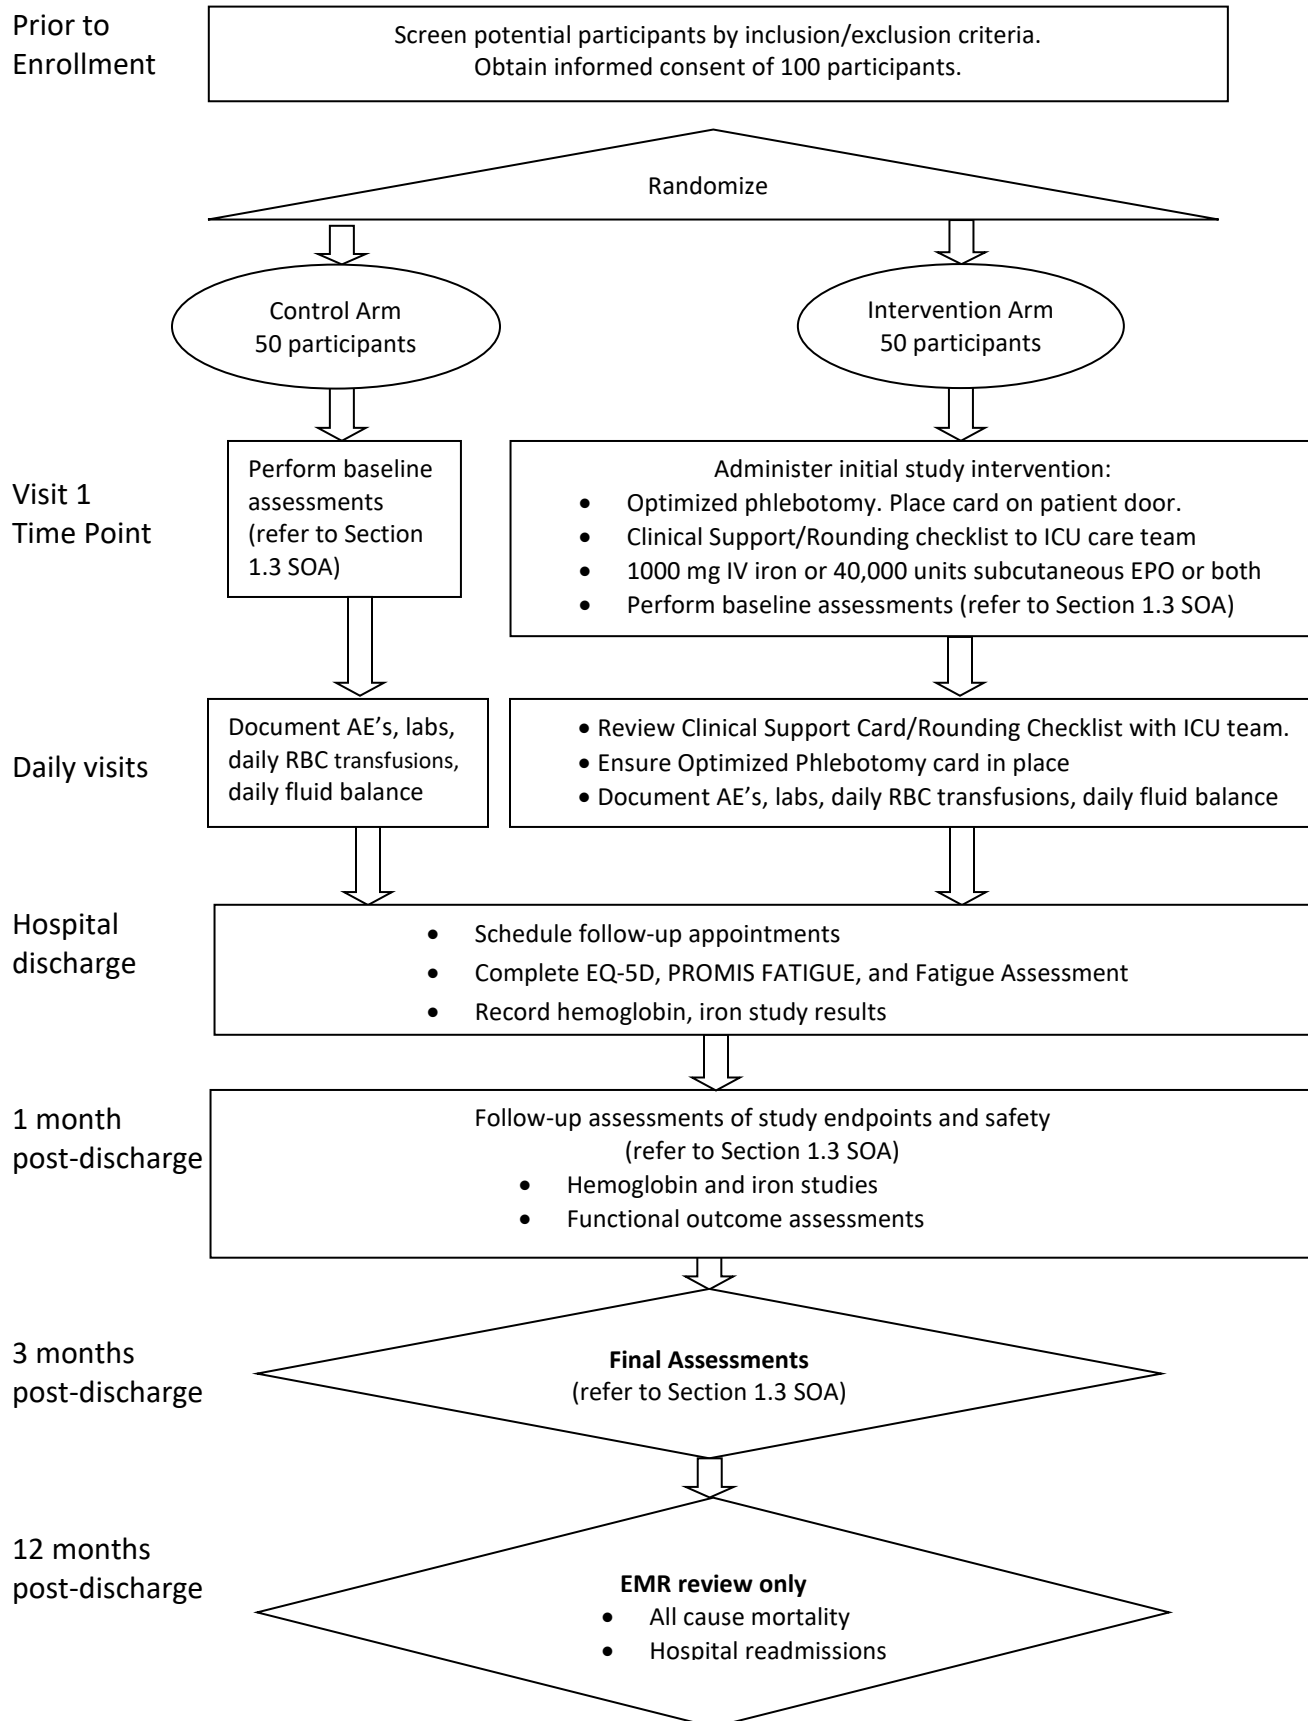 Prior to
Enrollment
Screen potential participants by inclusion/exclusion criteria.
Obtain informed consent of 100 participants.
Randomize
Control Arm
50 participants
Intervention Arm
50 participants
Visit 1
Time Point
Perform baseline
assessments
(refer to Section
1.3 SOA)
Administer initial study intervention:
• Optimized phlebotomy. Place card on patient door.
• Clinical Support/Rounding checklist to ICU care team
• 1000 mg IV iron or 40,000 units subcutaneous EPO or both
• Perform baseline assessments (refer to Section 1.3 SOA)
Daily visits
Document AE’s, labs,
daily RBC transfusions,
daily fluid balance
• Review Clinical Support Card/Rounding Checklist with ICU team.
• Ensure Optimized Phlebotomy card in place
• Document AE’s, labs, daily RBC transfusions, daily fluid balance
Hospital
discharge
• Schedule follow-up appointments
• Complete EQ-5D, PROMIS FATIGUE, and Fatigue Assessment
• Record hemoglobin, iron study results
1 month
post-discharge
Follow-up assessments of study endpoints and safety
(refer to Section 1.3 SOA)
• Hemoglobin and iron studies
• Functional outcome assessments
3 months
post-discharge
Final Assessments
(refer to Section 1.3 SOA)
12 months
post-discharge
EMR review only
• All cause mortality
• Hospital readmissions